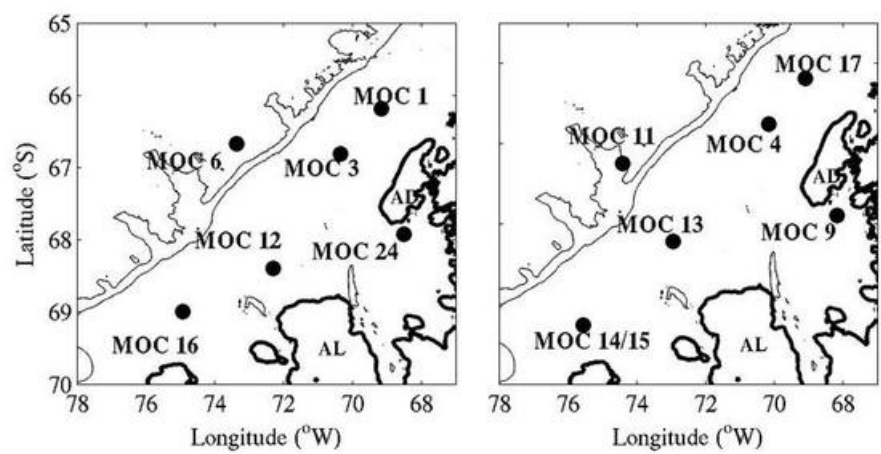 65
66
67
68
69
70
Latitude (°S)
MOC 1
MOC 6
MOC 3
AD
MOC 12
MOC 24
MOC 16
AL
78
76
74
72
70
68
Longitude (°W)
MOC 17
MOC 11
MOC 4
AD
MOC 13
MOC 9
MOC 14/15
AL
78
76
74
72
70
68
Longitude (°W)